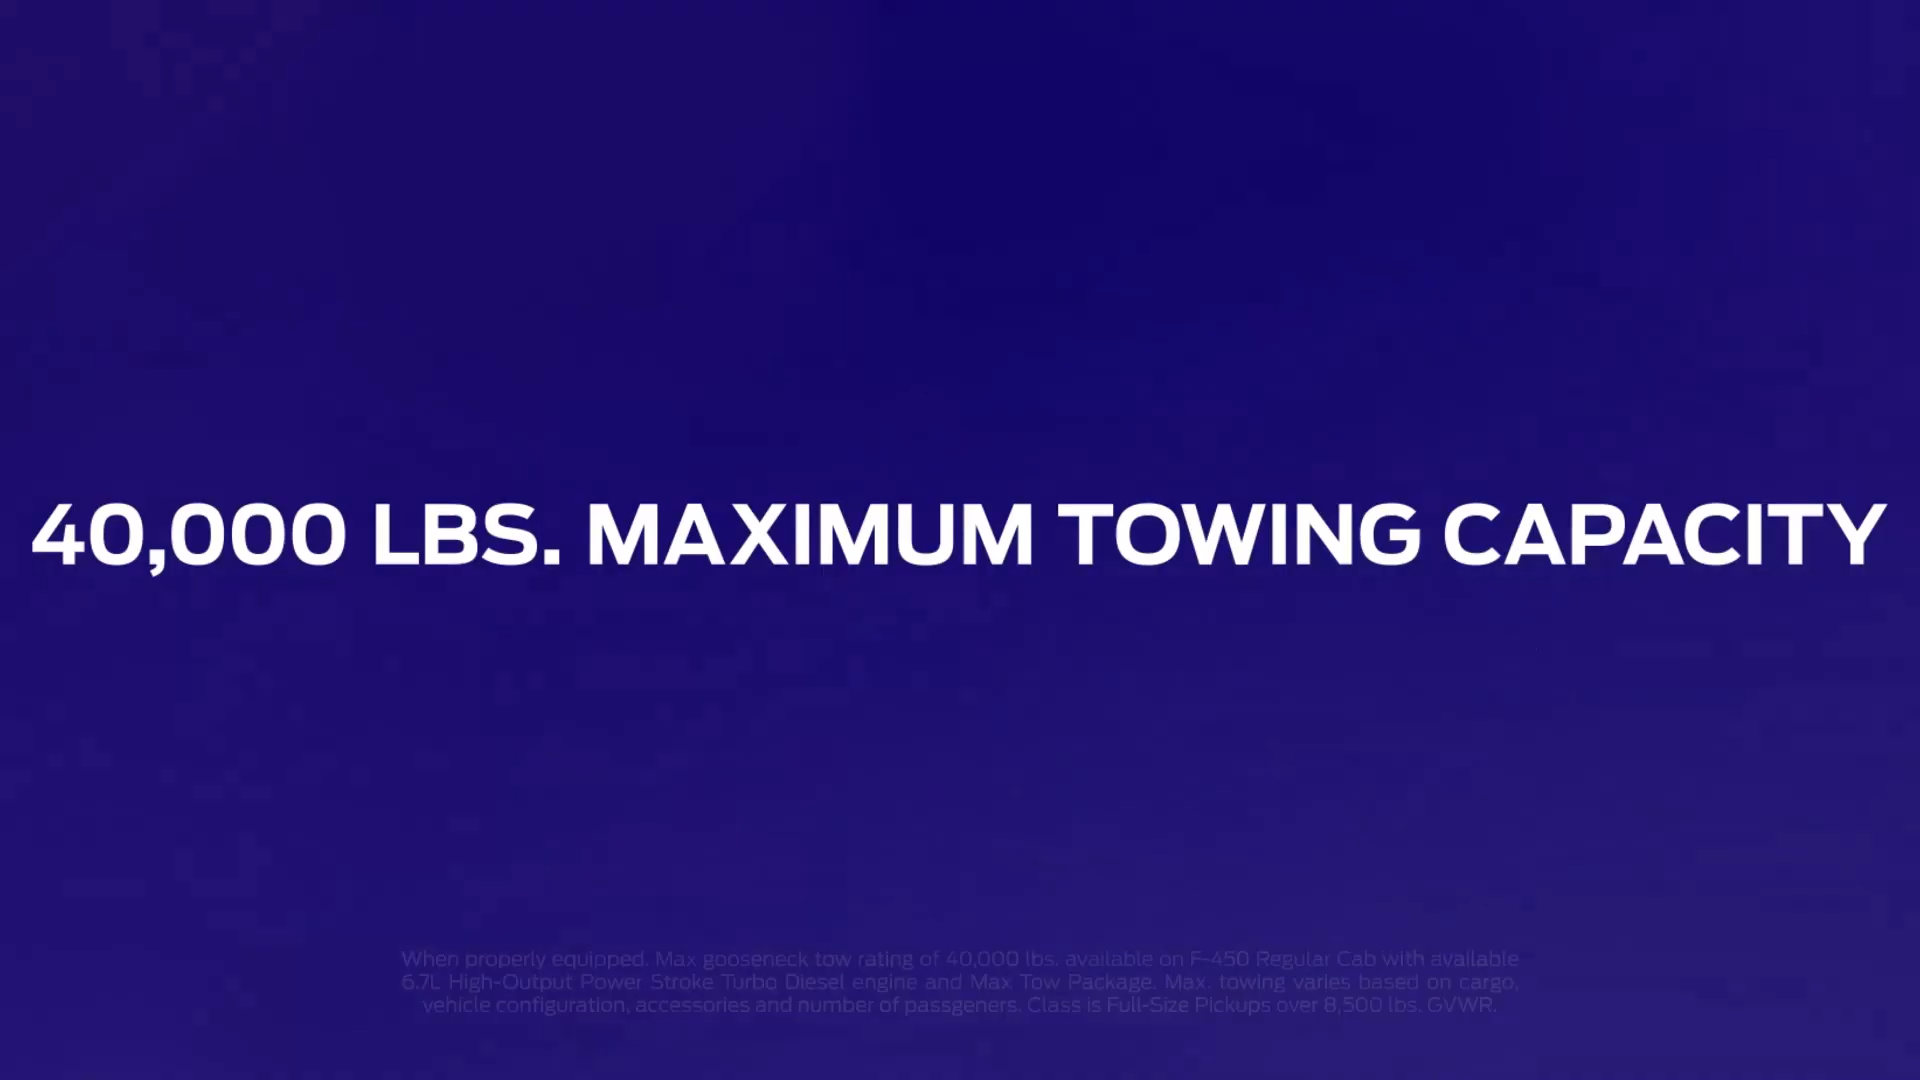 40,000 LBS. MAXIMUM TOWING CAPACITY
When properly equipped. Max gooseneck tow rating of 40,000 lbs. available on F-450 Regular Cab with available
6.7L High-Output Power Stroke Turbo Diesel engine and Max Tow Package. Max. towing varies based on cargo,
vehicle configuration, accessories and number of passgeners. Class is Full-Size Pickups over 8,500 lbs. GVWR.